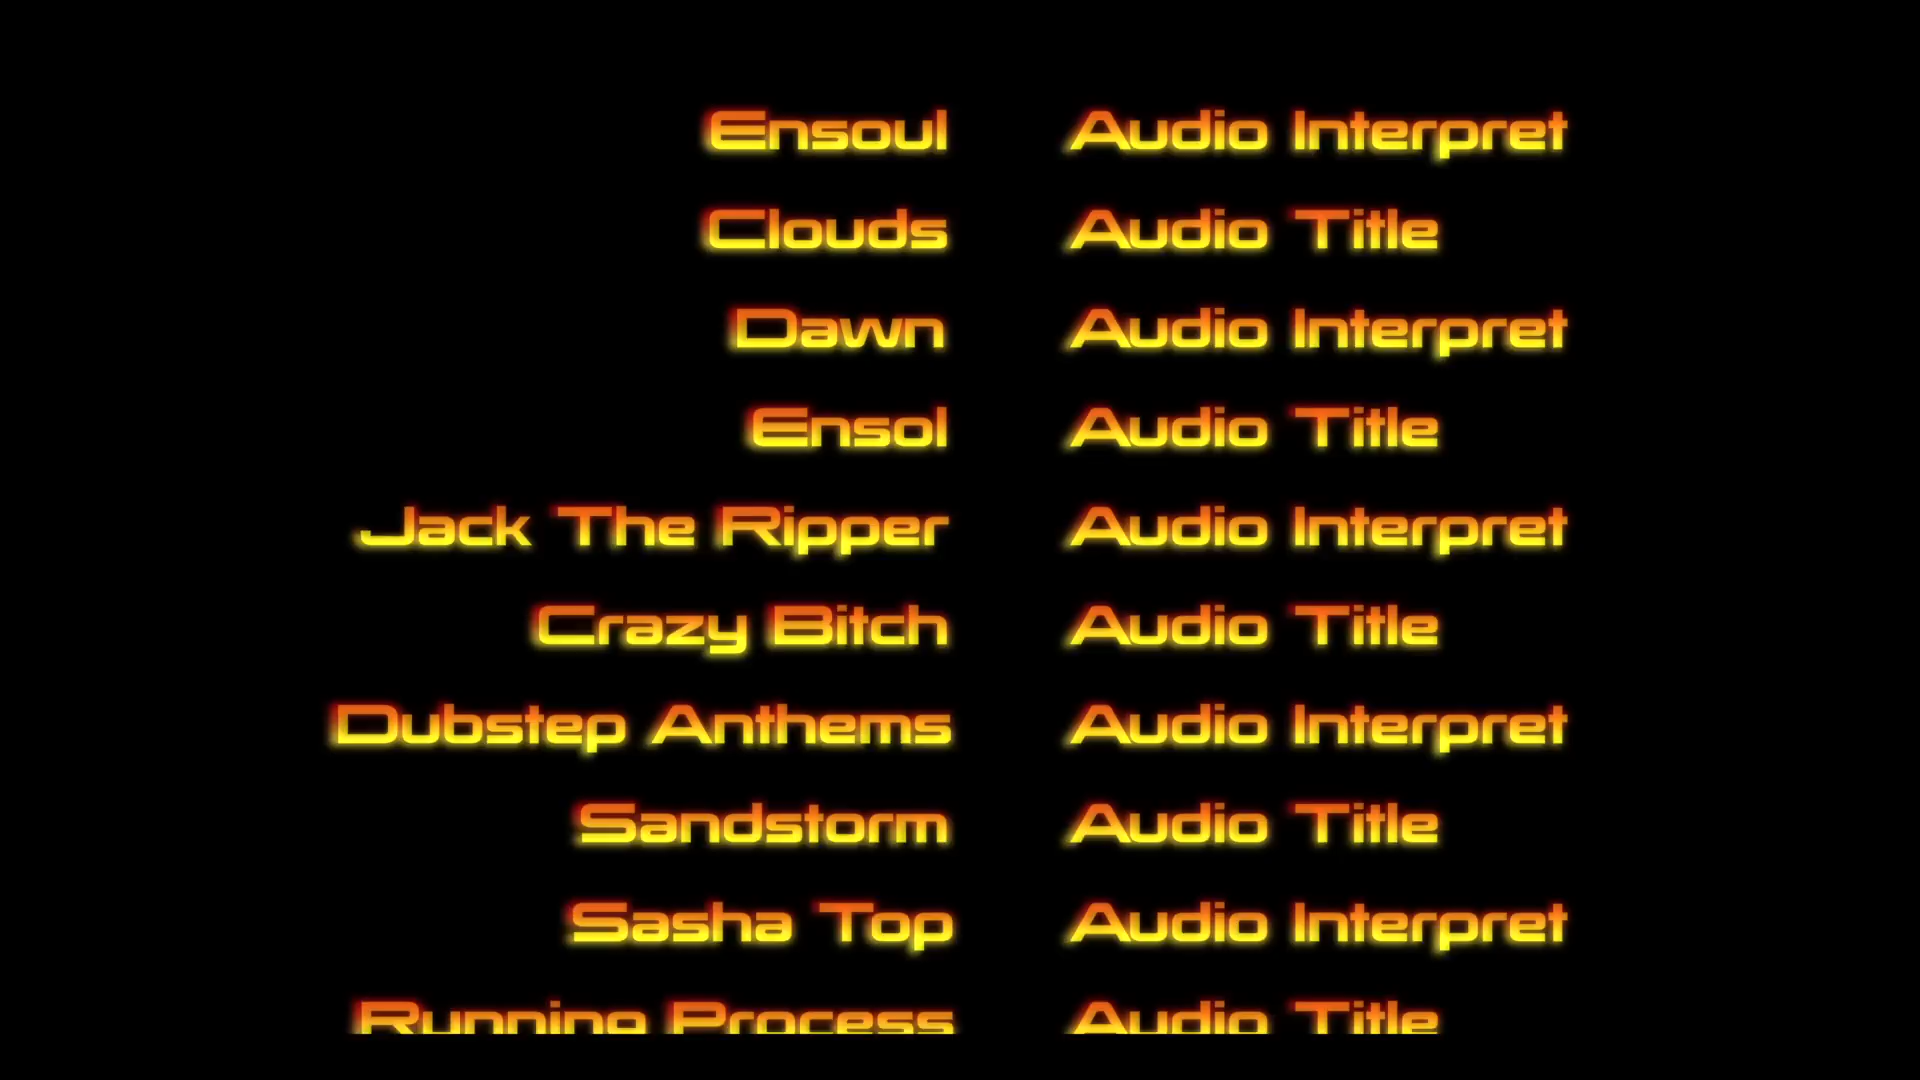 Ensoul Audio Interpret
Clouds Audio Title
Dawn Audio Interpret
Ensol Audio Title
Jack The Ripper Audio Interpret
Crazy Bitch Audio Title
Dubstep Anthems Audio Interpret
Sandstorm Audio Title
Sasha Top Audio Interpret
Running Process Audio Title